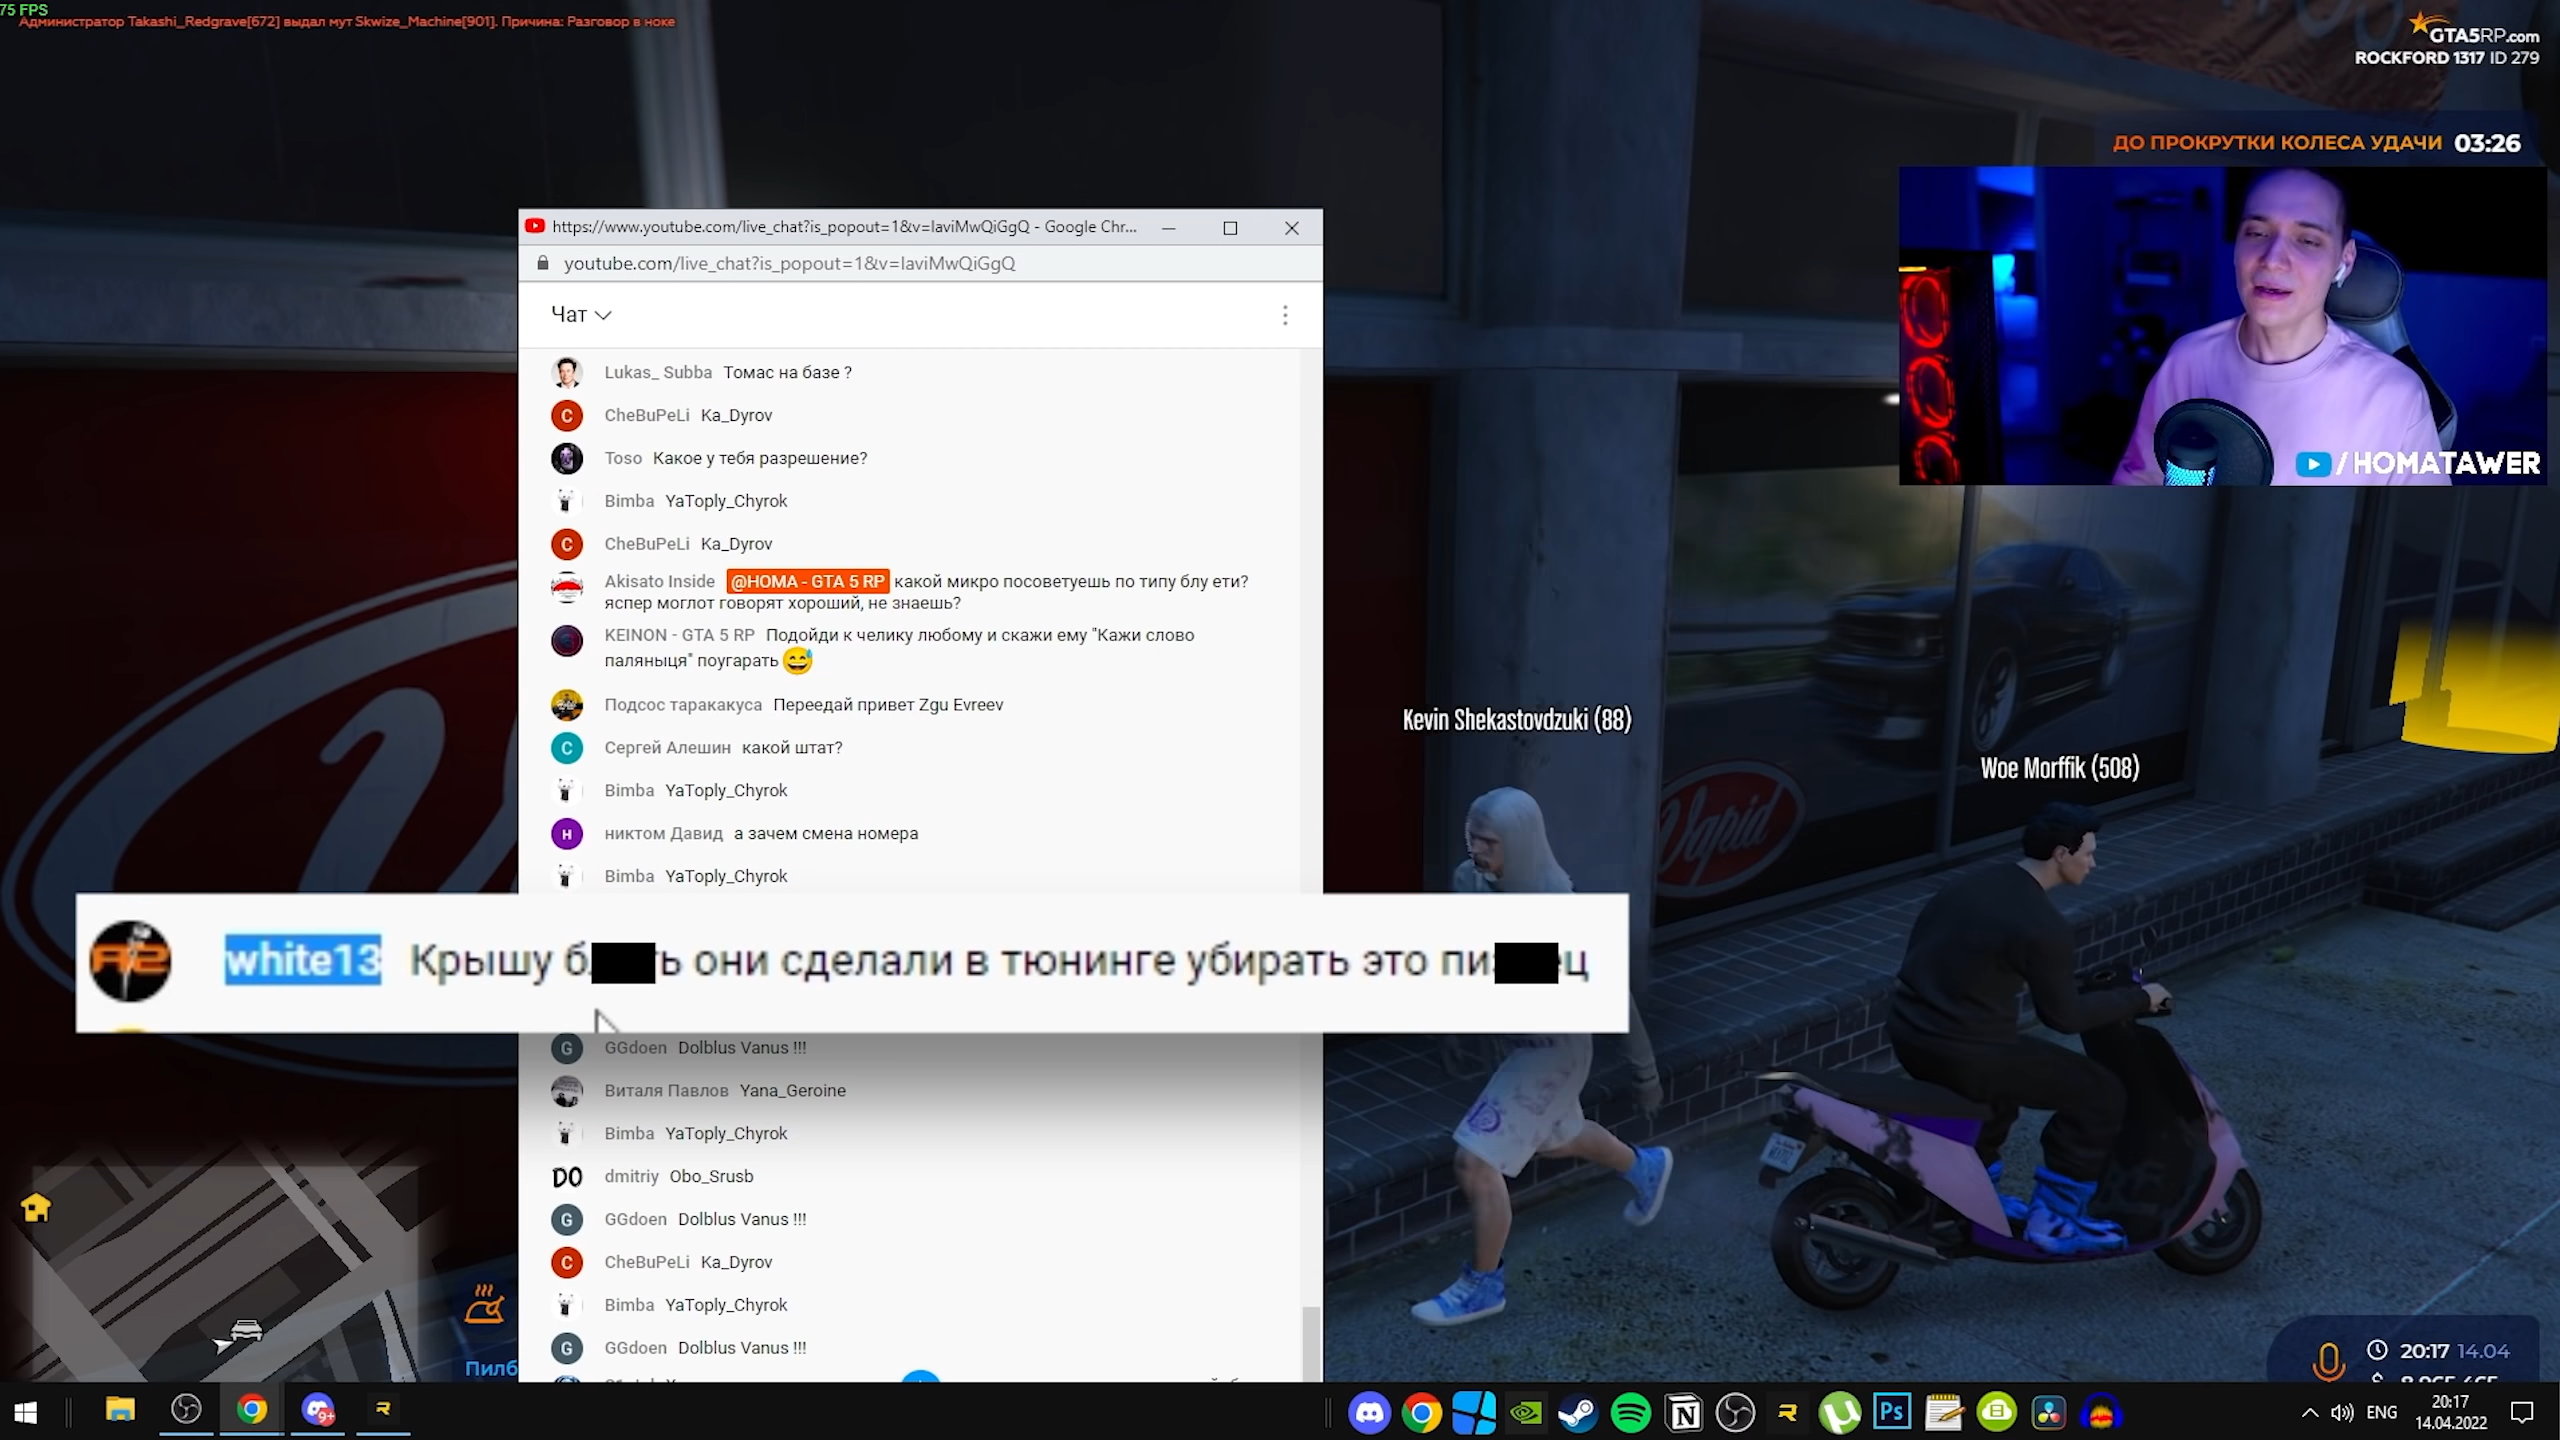 75 FPS
Администратор Takashi_Redgrave[672] выдал мут Skwize_Machine[901]. Причина: Разговор в ноке
GTA5RP.com
ROCKFORD 1317 ID 279
ДО ПРОКРУТКИ КОЛЕСА УДАЧИ 03:26
/HOMATAWER
https://www.youtube.com/live_chat?is_popout=1&v=IaviMwQiGgQ - Google Chr...
youtube.com/live_chat?is_popout=1&v=IaviMwQiGgQ
Чат
Lukas_ Subba Томас на базе ?
CheBuPeLi Ka_Dyrov
Toso Какое у тебя разрешение?
Bimba YaToply_Chyrok
CheBuPeLi Ka_Dyrov
Akisato Inside @HOMA - GTA 5 RP какой микро посоветуешь по типу блу ети?
яспер моглот говорят хороший, не знаешь?
KEINON - GTA 5 RP Подойди к челику любому и скажи ему "Кажи слово
паляныця" поугарать
Подсос таракакуса Переедай привет Zgu Evreev
Сергей Алешин какой штат?
Bimba YaToply_Chyrok
никтом Давид а зачем смена номера
Bimba YaToply_Chyrok
white13 Крышу б ть они сделали в тюнинге убирать это пи ец
GGdoen Dolblus Vanus !!!
Виталя Павлов Yana_Geroine
Bimba YaToply_Chyrok
dmitriy Obo_Srusb
GGdoen Dolblus Vanus !!!
CheBuPeLi Ka_Dyrov
Bimba YaToply_Chyrok
GGdoen Dolblus Vanus !!!
Kevin Shekastovdzuki (88)
Woe Morffik (508)
Vapid
Пилб
20:17 14.04
ENG
20:17
14.04.2022